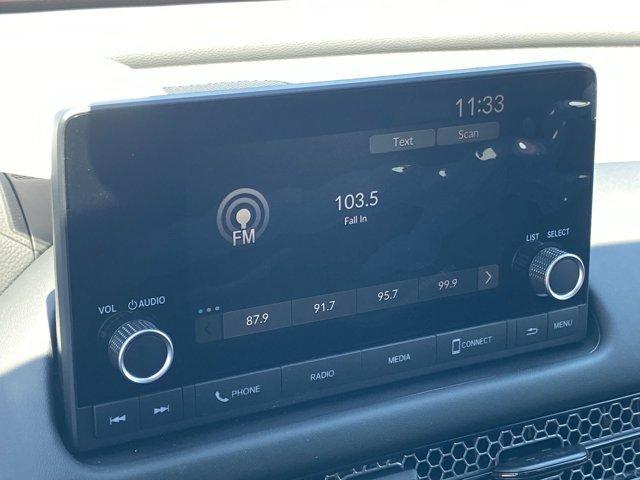 11:33
Text Scan
103.5
Fall In
FM
LIST SELECT
VOL AUDIO
87.9 91.7 95.7 99.9
PHONE RADIO MEDIA CONNECT MENU